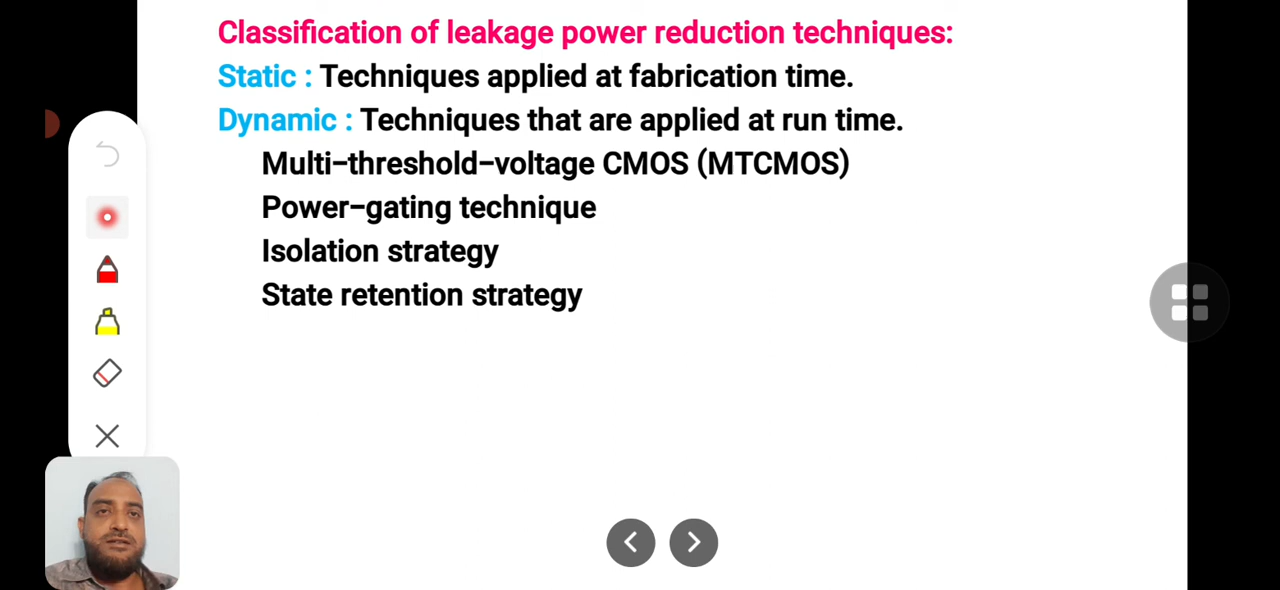 Classification of leakage power reduction techniques:
Static : Techniques applied at fabrication time.
Dynamic : Techniques that are applied at run time.
Multi-threshold-voltage CMOS (MTCMOS)
Power-gating technique
Isolation strategy
State retention strategy